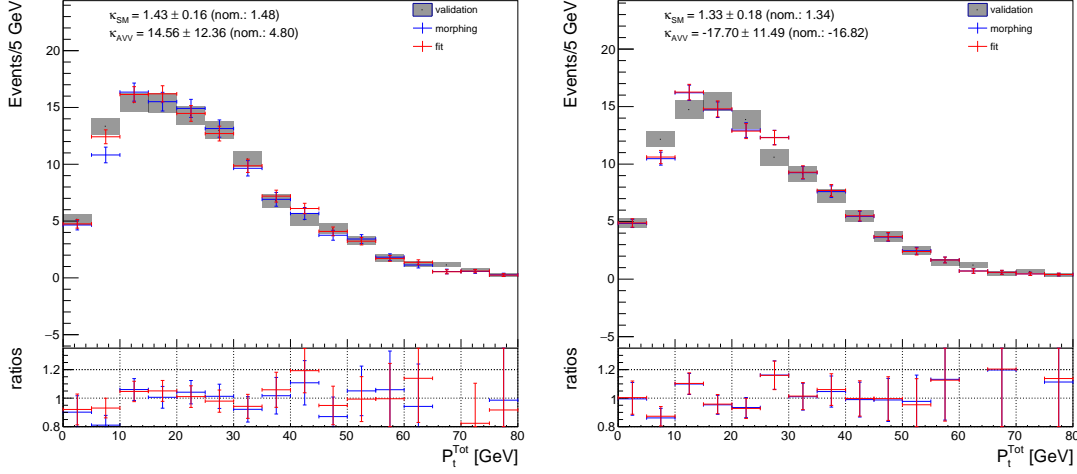 Events/5 GeV
κSM = 1.43 ± 0.16 (nom.: 1.48)
κAVV = 14.56 ± 12.36 (nom.: 4.80)
validation
morphing
fit
20
15
10
5
0
−5
ratios
1.2
1
0.8
0 10 20 30 40 50 60 70 80
PtTot [GeV]
Events/5 GeV
κSM = 1.33 ± 0.18 (nom.: 1.34)
κAVV = -17.70 ± 11.49 (nom.: -16.82)
validation
morphing
fit
20
15
10
5
0
−5
ratios
1.2
1
0.8
0 10 20 30 40 50 60 70 80
PtTot [GeV]